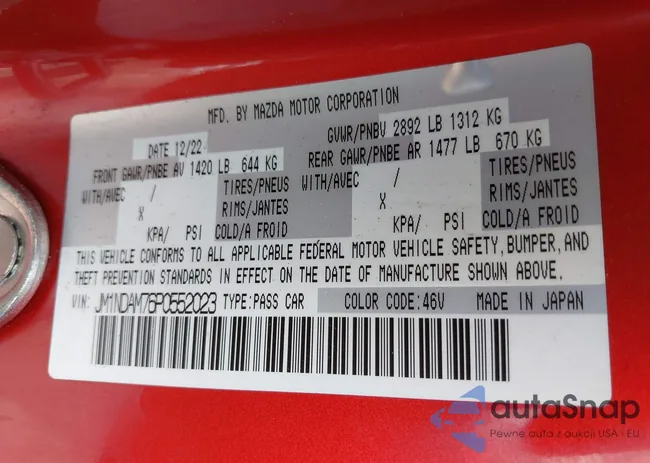 MFD. BY MAZDA MOTOR CORPORATION
DATE 12/22 GVWR/PNBV 2892 LB 1312 KG
FRONT GAWR/PNBE AV 1420 LB 644 KG REAR GAWR/PNBE AR 1477 LB 670 KG
WITH/AVEC / TIRES/PNEUS WITH/AVEC / TIRES/PNEUS
X RIMS/JANTES X RIMS/JANTES
KPA/ PSI COLD/A FROID KPA/ PSI COLD/A FROID
THIS VEHICLE CONFORMS TO ALL APPLICABLE FEDERAL MOTOR VEHICLE SAFETY, BUMPER, AND
THEFT PREVENTION STANDARDS IN EFFECT ON THE DATE OF MANUFACTURE SHOWN ABOVE.
VIN: JM1NDAM76P0552023 TYPE:PASS CAR COLOR CODE:46V MADE IN JAPAN
autaSnap
Pewne auta z aukcji USA - EU